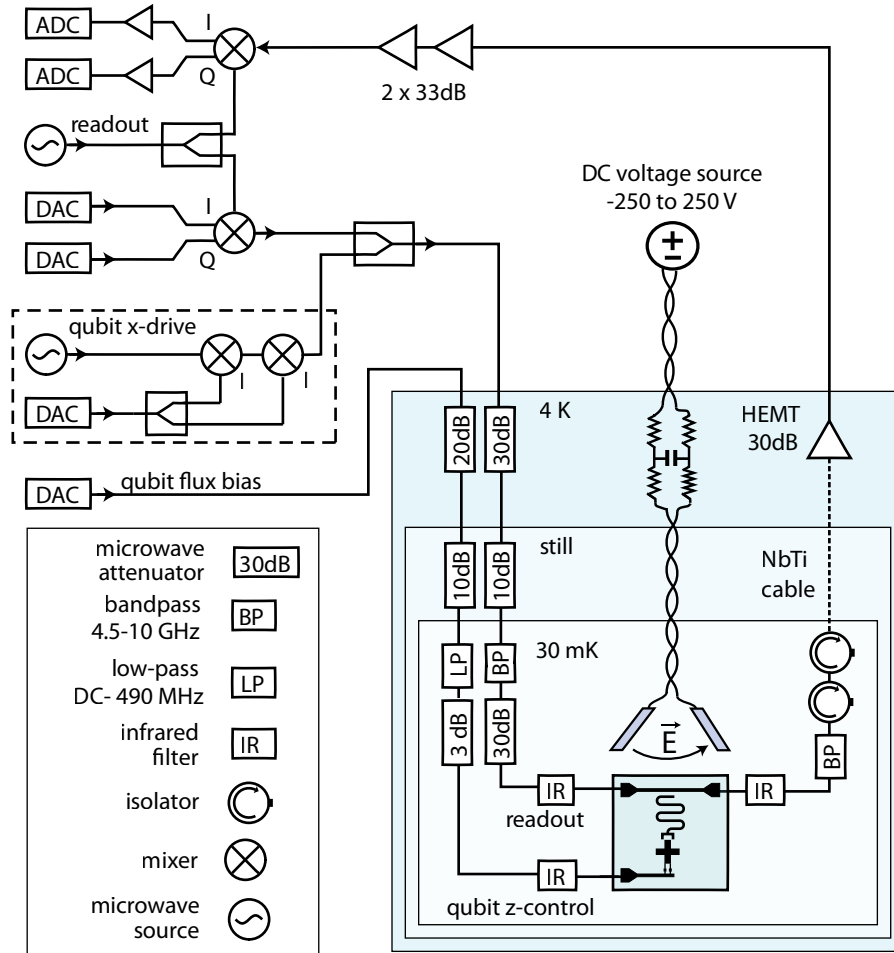 ADC
I
ADC
Q
2 x 33dB
readout
DC voltage source
-250 to 250 V
DAC
I
DAC
Q
qubit x-drive
I
I
DAC
20dB
30dB
4 K
HEMT
30dB
DAC
qubit flux bias
microwave
attenuator
30dB
bandpass
4.5-10 GHz
BP
low-pass
DC- 490 MHz
LP
infrared
filter
IR
isolator
mixer
microwave
source
10dB
10dB
still
NbTi
cable
LP
BP
30 mK
3 dB
30dB
E
BP
IR
IR
readout
IR
qubit z-control